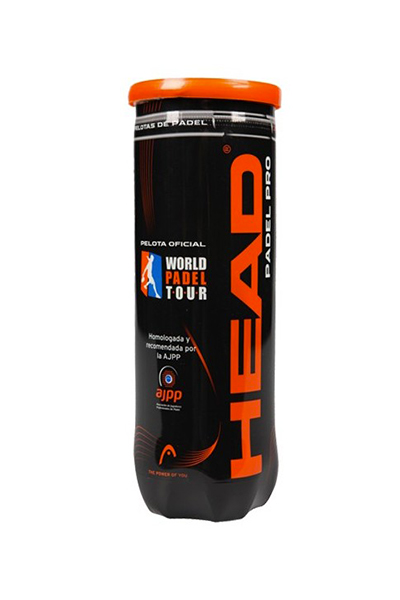 PELOTAS DE PADEL
HEAD
®
PADEL PRO
PELOTA OFICIAL
WORLD
PADEL
TOUR
Homologada y
recomendada por
la AJPP
ajpp
THE POWER OF YOU